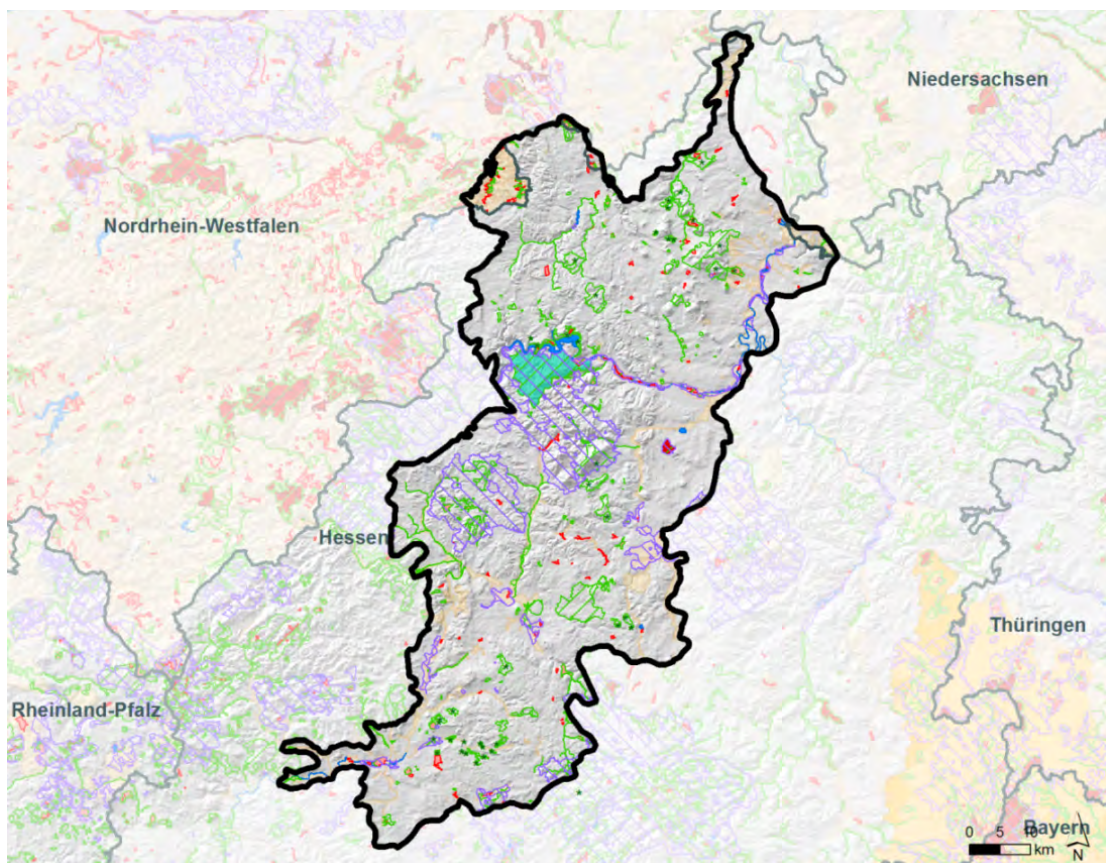 Niedersachsen
Nordrhein-Westfalen
Hessen
Thüringen
Rheinland-Pfalz
Bayern
0 5 10
km
N